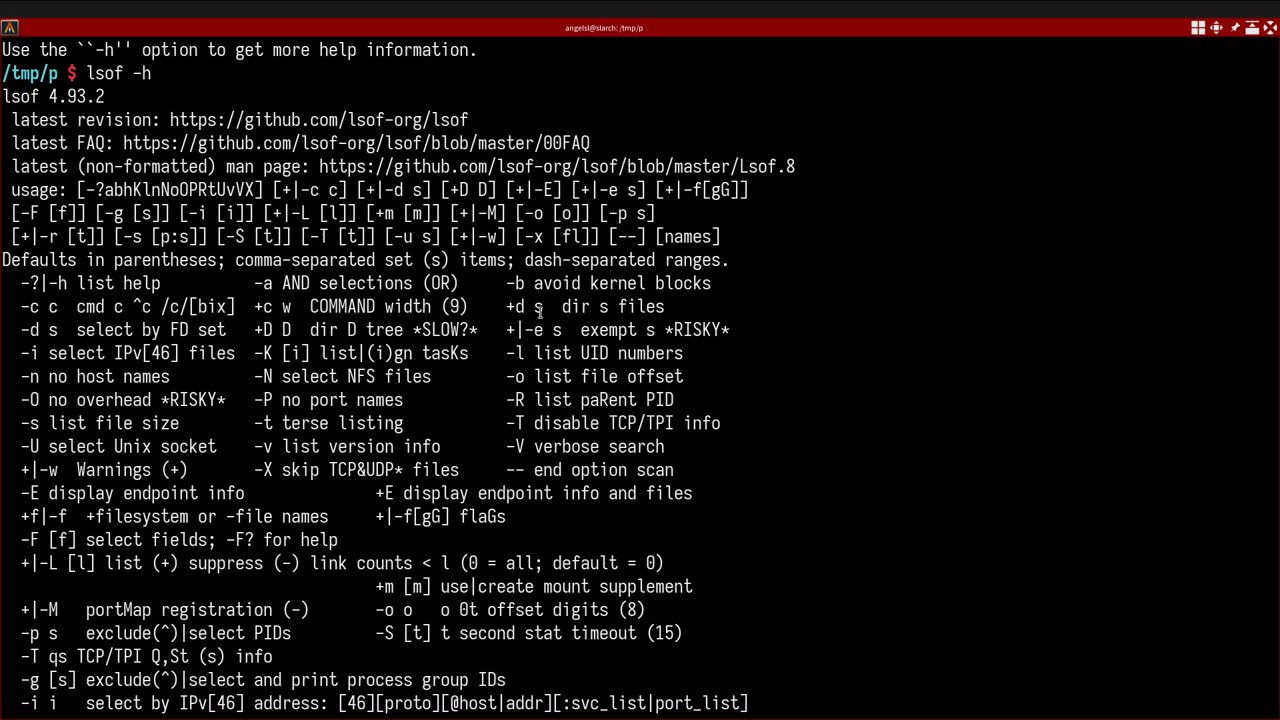 angelsl@slarch: /tmp/p
Use the ``-h'' option to get more help information.
/tmp/p $ lsof -h
lsof 4.93.2
 latest revision: https://github.com/lsof-org/lsof
 latest FAQ: https://github.com/lsof-org/lsof/blob/master/00FAQ
 latest (non-formatted) man page: https://github.com/lsof-org/lsof/blob/master/Lsof.8
 usage: [-?abhKlnNoOPRtUvVX] [+|-c c] [+|-d s] [+D D] [+|-E] [+|-e s] [+|-f[gG]]
 [-F [f]] [-g [s]] [-i [i]] [+|-L [l]] [+m [m]] [+|-M] [-o [o]] [-p s]
 [+|-r [t]] [-s [p:s]] [-S [t]] [-T [t]] [-u s] [+|-w] [-x [fl]] [--] [names]
Defaults in parentheses; comma-separated set (s) items; dash-separated ranges.
  -?|-h list help          -a AND selections (OR)     -b avoid kernel blocks
  -c c  cmd c ^c /c/[bix]  +c w  COMMAND width (9)    +d s  dir s files
  -d s  select by FD set   +D D  dir D tree *SLOW?*   +|-e s  exempt s *RISKY*
  -i select IPv[46] files  -K [i] list|(i)gn tasKs    -l list UID numbers
  -n no host names         -N select NFS files        -o list file offset
  -O no overhead *RISKY*   -P no port names           -R list paRent PID
  -s list file size        -t terse listing           -T disable TCP/TPI info
  -U select Unix socket    -v list version info       -V verbose search
  +|-w  Warnings (+)       -X skip TCP&UDP* files     -- end option scan
  -E display endpoint info              +E display endpoint info and files
  +f|-f  +filesystem or -file names     +|-f[gG] flaGs
  -F [f] select fields; -F? for help
  +|-L [l] list (+) suppress (-) link counts < l (0 = all; default = 0)
                                        +m [m] use|create mount supplement
  +|-M   portMap registration (-)       -o o   o 0t offset digits (8)
  -p s   exclude(^)|select PIDs         -S [t] t second stat timeout (15)
  -T qs TCP/TPI Q,St (s) info
  -g [s] exclude(^)|select and print process group IDs
  -i i   select by IPv[46] address: [46][proto][@host|addr][:svc_list|port_list]